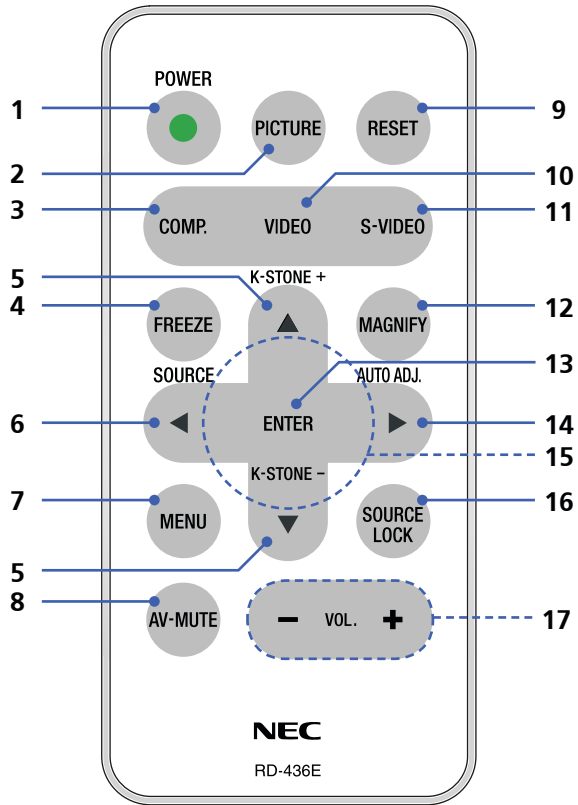 POWER
1
9
PICTURE
RESET
2
10
3
COMP.
VIDEO
S-VIDEO
11
5
K-STONE +
4
FREEZE
MAGNIFY
12
SOURCE
AUTO ADJ.
13
6
ENTER
14
15
K-STONE −
7
MENU
SOURCE
LOCK
16
5
8
AV-MUTE
− VOL. +
17
NEC
RD-436E